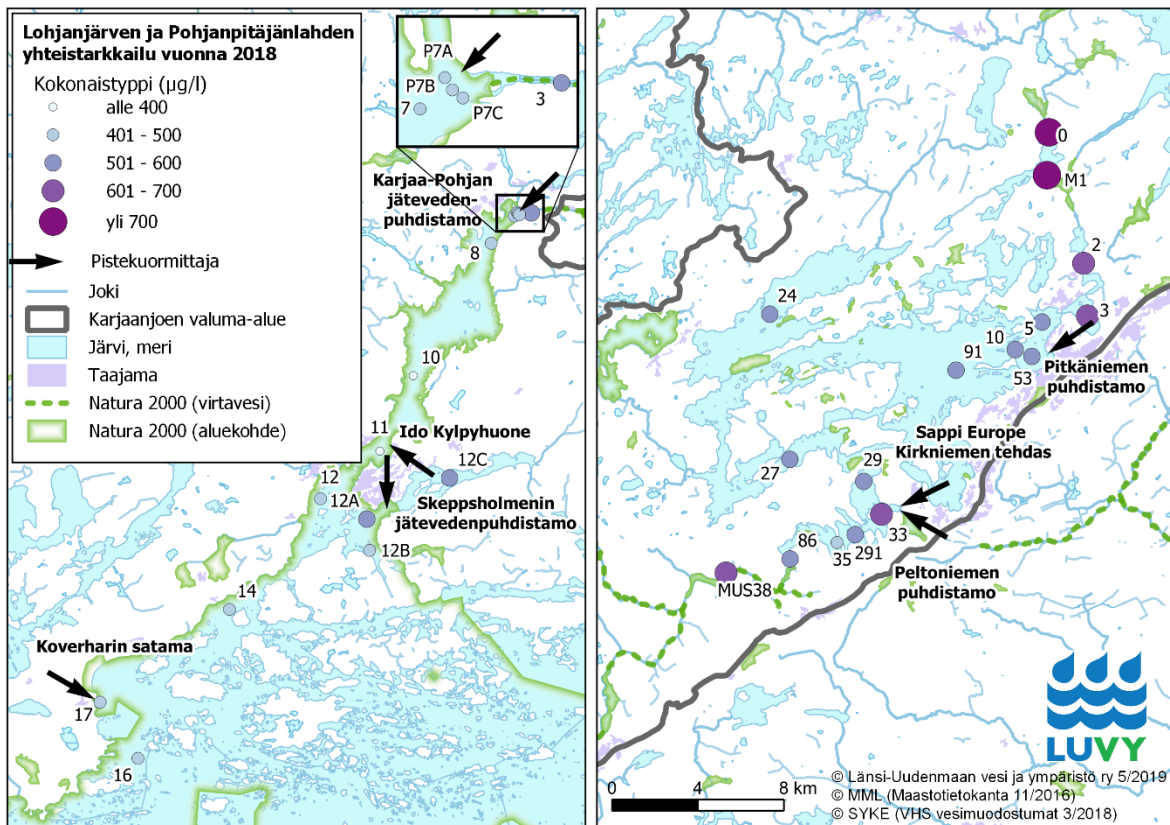 Lohjanjärven ja Pohjanpitäjänlahden
yhteistarkkailu vuonna 2018
Kokonaistyppi (µg/l)
alle 400
401 - 500
501 - 600
601 - 700
yli 700
Pistekuormittaja
Joki
Karjaanjoen valuma-alue
Järvi, meri
Taajama
Natura 2000 (virtavesi)
Natura 2000 (aluekohde)
P7A
P7B
7
P7C
3
Karjaa-Pohjan
jäteveden-
puhdistamo
8
10
11
Ido Kylpyhuone
12
12C
12A
Skeppsholmenin
jätevedenpuhdistamo
12B
14
Koverharin satama
17
16
0
M1
2
24
3
5
10
91
53
Pitkäniemen
puhdistamo
Sappi Europe
Kirkniemen tehdas
27
29
33
86
35
291
MUS38
Peltoniemen
puhdistamo
LUVY
0
4
8 km
© Länsi-Uudenmaan vesi ja ympäristö ry 5/2019
© MML (Maastotietokanta 11/2016)
© SYKE (VHS vesimuodostumat 3/2018)